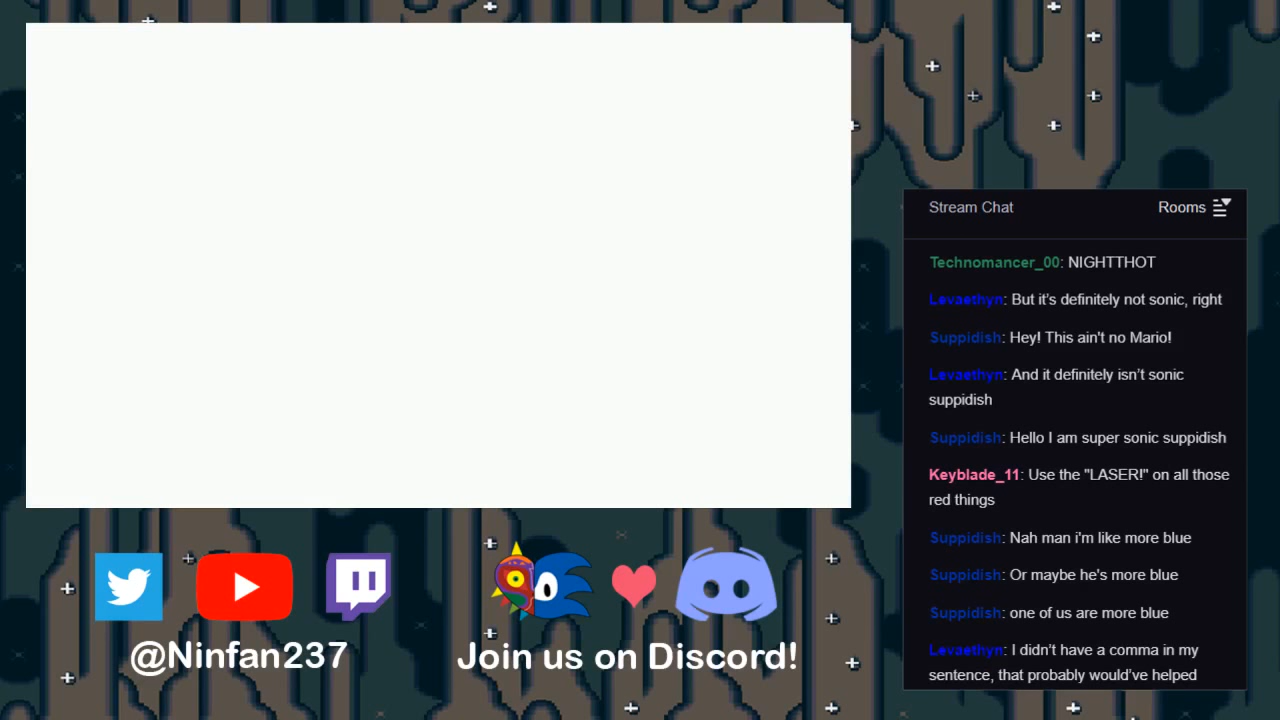 Stream Chat
Rooms
Technomancer_00: NIGHTTHOT
Levaethyn: But it’s definitely not sonic, right
Suppidish: Hey! This ain't no Mario!
Levaethyn: And it definitely isn’t sonic
suppidish
Suppidish: Hello I am super sonic suppidish
Keyblade_11: Use the "LASER!" on all those
red things
Suppidish: Nah man i'm like more blue
Suppidish: Or maybe he's more blue
Suppidish: one of us are more blue
Levaethyn: I didn’t have a comma in my
sentence, that probably would’ve helped
@Ninfan237
Join us on Discord!